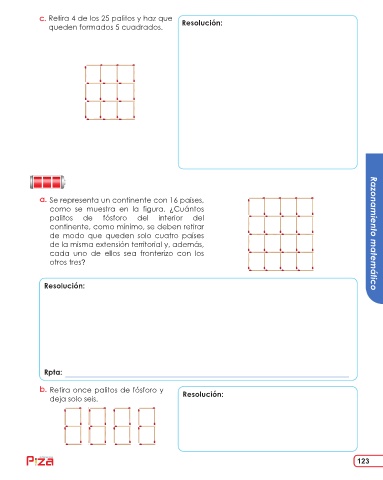 c. Retira 4 de los 25 palitos y haz que
queden formados 5 cuadrados.
Resolución:
a. Se representa un continente con 16 países,
como se muestra en la figura. ¿Cuántos
palitos de fósforo del interior del
continente, como mínimo, se deben retirar
de modo que queden solo cuatro países
de la misma extensión territorial y, además,
cada uno de ellos sea fronterizo con los
otros tres?
Razonamiento matemático
Resolución:
Rpta:
b. Retira once palitos de fósforo y
deja solo seis.
Resolución:
Pizza
123